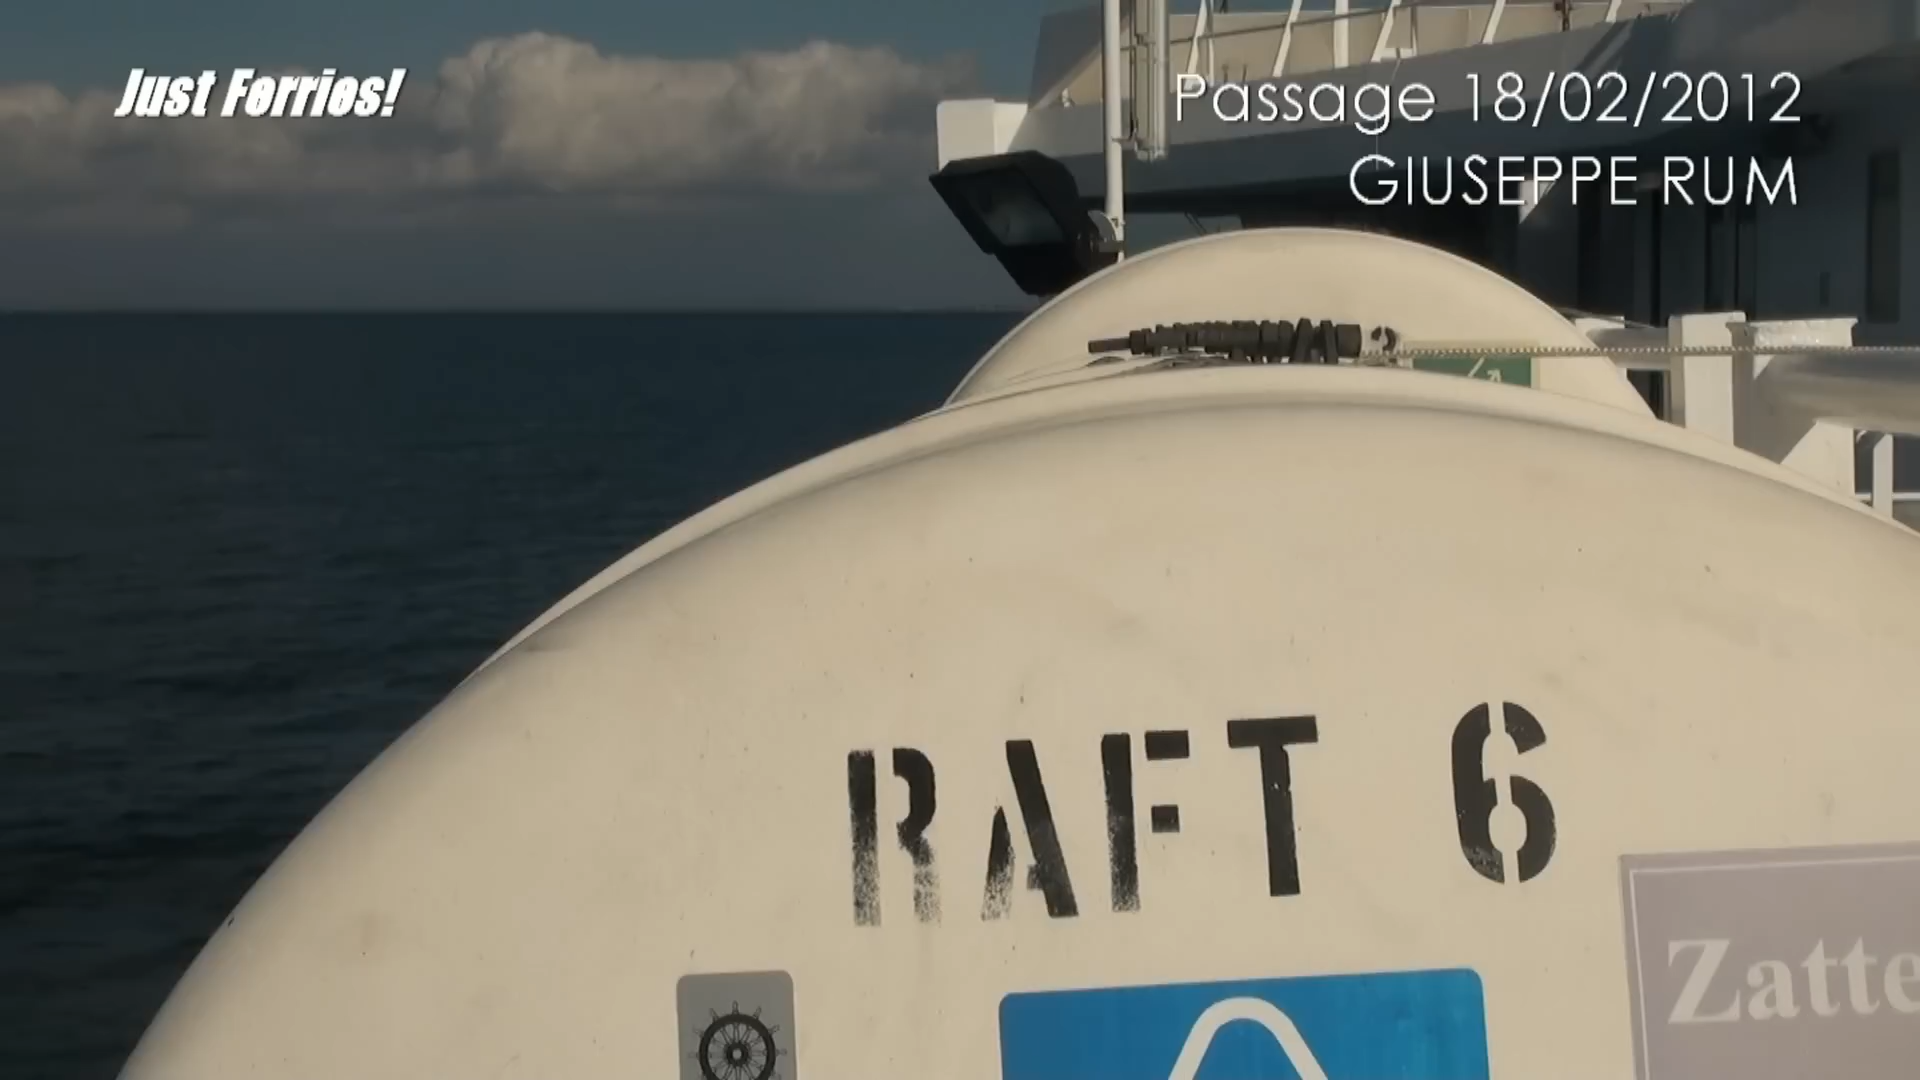 Just Ferries!
Passage 18/02/2012
GIUSEPPE RUM
RAFT 6
Zatte